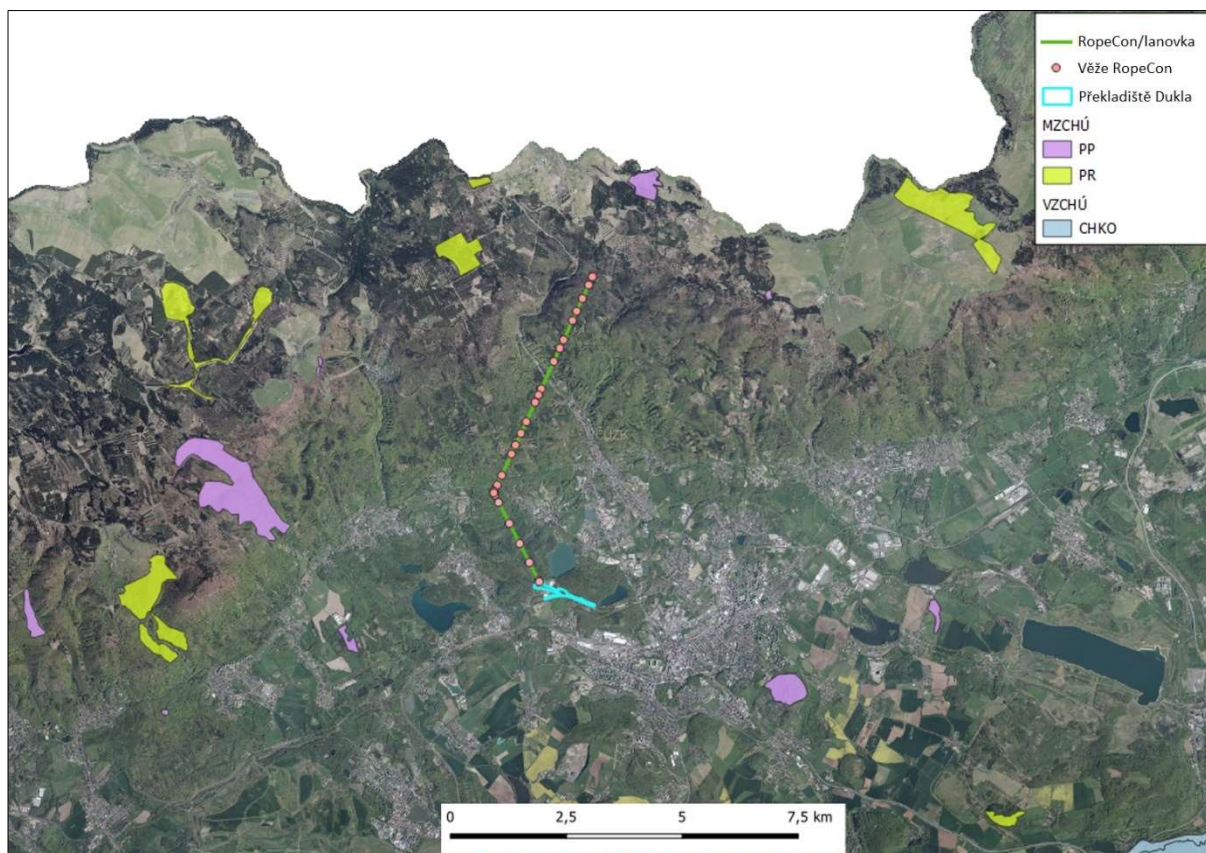 RopeCon/lanovka
Věže RopeCon
Překladiště Dukla
MZCHÚ
PP
PR
VZCHÚ
CHKO
0 2,5 5 7,5 km